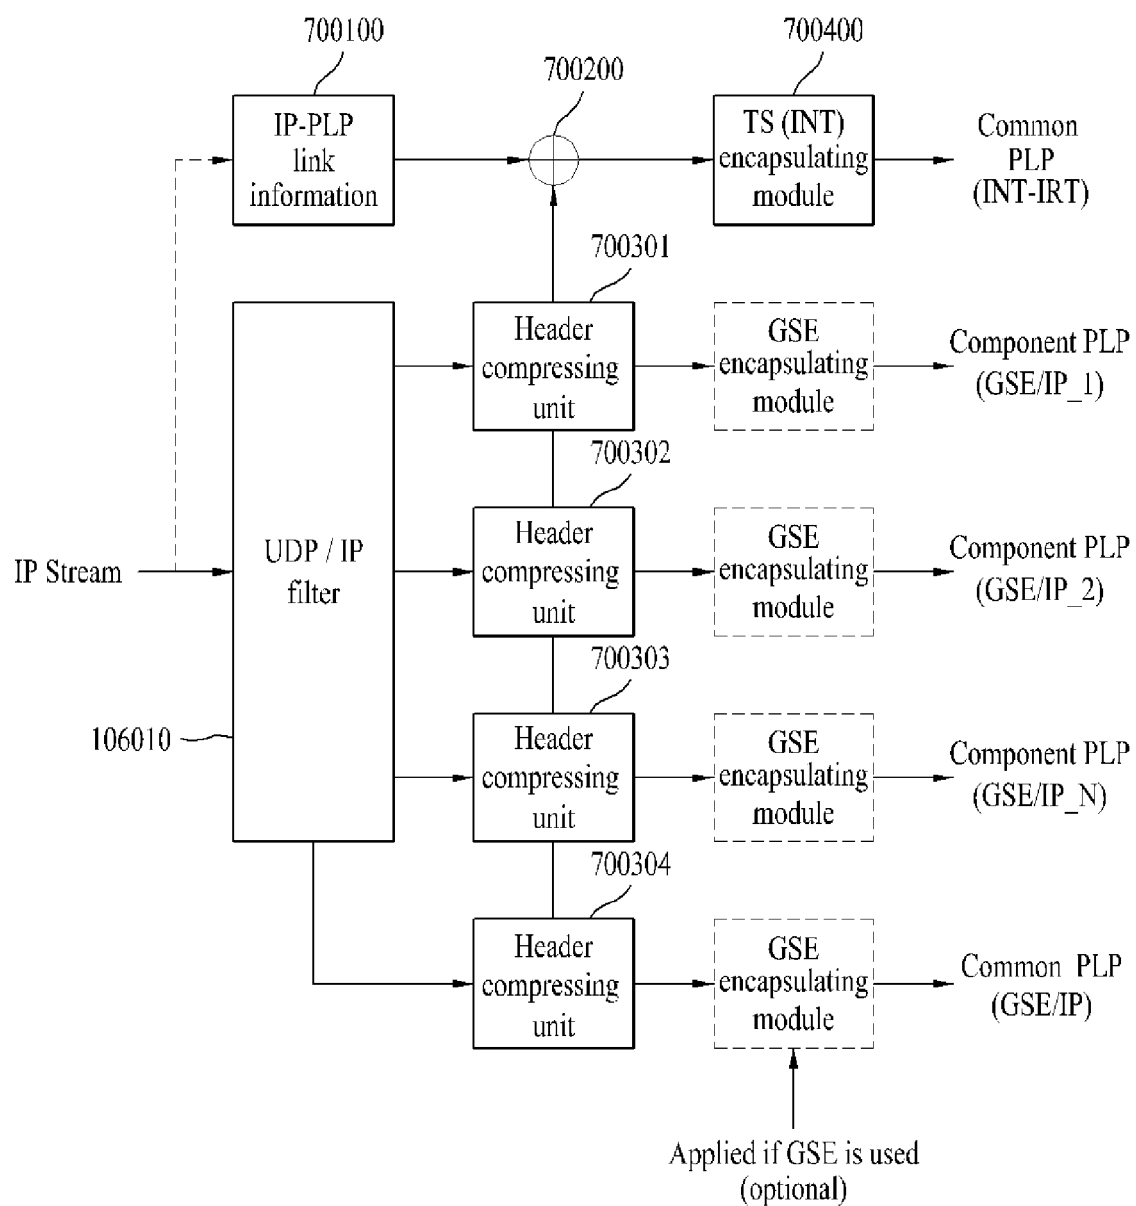 700100
700200
700400
IP-PLP
link
information
TS (INT)
encapsulating
module
Common
PLP
(INT-IRT)
700301
Header
compressing
unit
GSE
encapsulating
module
Component PLP
(GSE/IP_1)
700302
IP Stream
UDP / IP
filter
Header
compressing
unit
GSE
encapsulating
module
Component PLP
(GSE/IP_2)
700303
106010
Header
compressing
unit
GSE
encapsulating
module
Component PLP
(GSE/IP_N)
700304
Header
compressing
unit
GSE
encapsulating
module
Common PLP
(GSE/IP)
Applied if GSE is used
(optional)